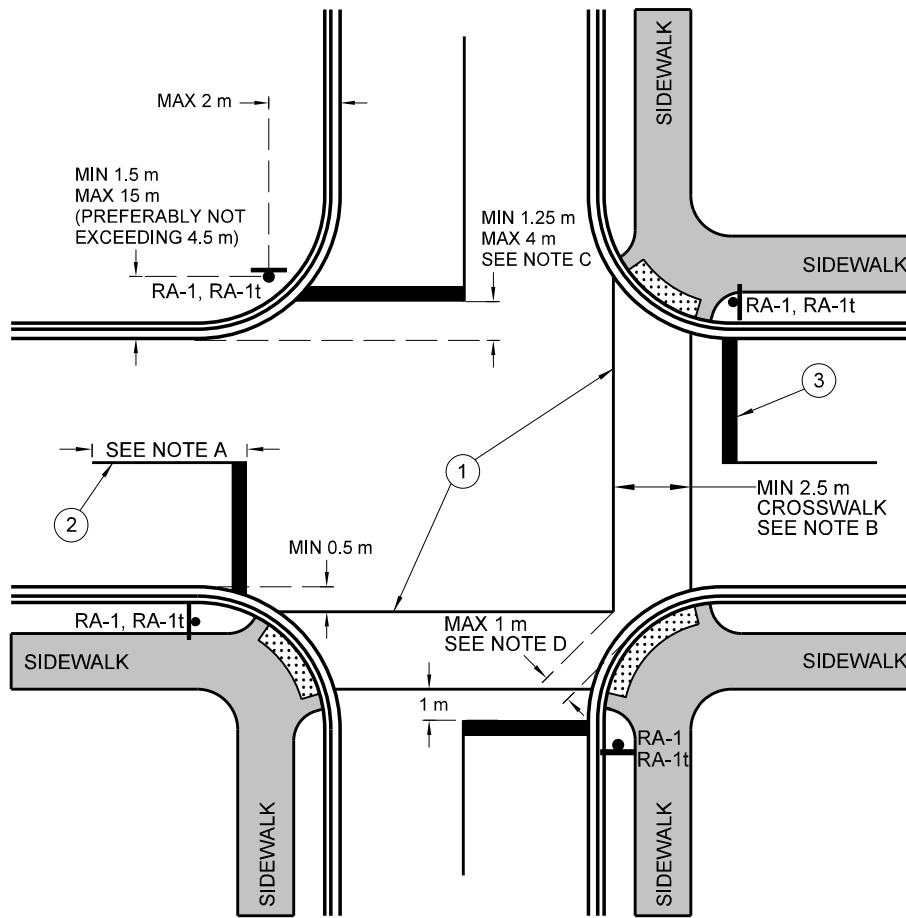 SIDEWALK
MAX 2 m
MIN 1.5 m
MAX 15 m
(PREFERABLY NOT
EXCEEDING 4.5 m)
MIN 1.25 m
MAX 4 m
SEE NOTE C
SIDEWALK
RA-1, RA-1t
RA-1, RA-1t
3
SEE NOTE A
1
2
MIN 2.5 m
CROSSWALK
SEE NOTE B
MIN 0.5 m
RA-1, RA-1t
MAX 1 m
SEE NOTE D
SIDEWALK
SIDEWALK
1 m
RA-1
RA-1t
SIDEWALK
SIDEWALK